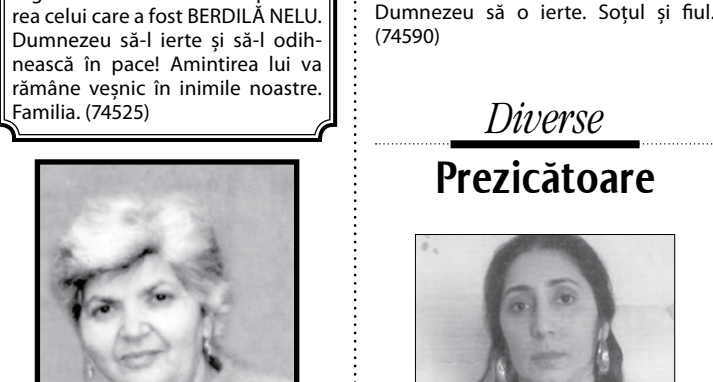 rea celui care a fost BERDILĂ NELU.
Dumnezeu să-l ierte și să-l odih-
nească în pace! Amintirea lui va
rămâne veșnic în inimile noastre.
Familia. (74525)
Dumnezeu să o ierte. Soțul și fiul.
(74590)
Diverse
Prezicătoare